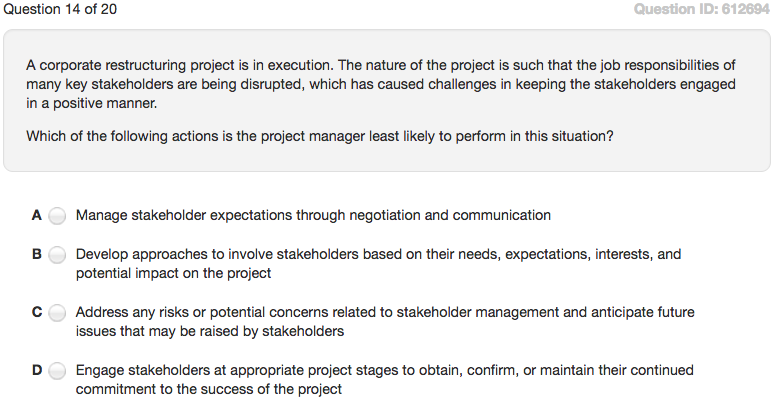 Question 14 of 20
Question ID: 612694
A corporate restructuring project is in execution. The nature of the project is such that the job responsibilities of
many key stakeholders are being disrupted, which has caused challenges in keeping the stakeholders engaged
in a positive manner.
Which of the following actions is the project manager least likely to perform in this situation?
A Manage stakeholder expectations through negotiation and communication
B Develop approaches to involve stakeholders based on their needs, expectations, interests, and
potential impact on the project
C Address any risks or potential concerns related to stakeholder management and anticipate future
issues that may be raised by stakeholders
D Engage stakeholders at appropriate project stages to obtain, confirm, or maintain their continued
commitment to the success of the project